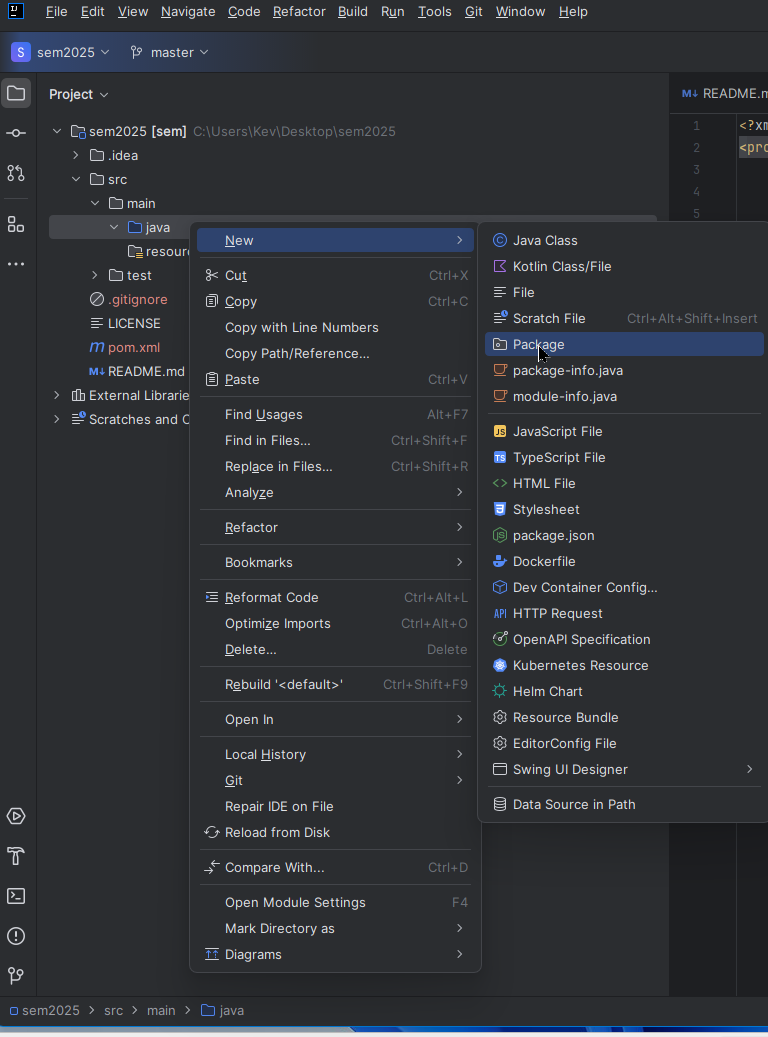 File Edit View Navigate Code Refactor Build Run Tools Git Window Help
S sem2025 master
Project
README.m
sem2025 [sem] C:\Users\Kev\Desktop\sem2025
.idea
src
main
java
resour
test
.gitignore
LICENSE
pom.xml
README.md
External Librarie
Scratches and C
1 <?xm
2 <pro
3
4
5
New
Cut Ctrl+X
Copy Ctrl+C
Copy with Line Numbers
Copy Path/Reference...
Paste Ctrl+V
Find Usages Alt+F7
Find in Files... Ctrl+Shift+F
Replace in Files... Ctrl+Shift+R
Analyze
Refactor
Bookmarks
Reformat Code Ctrl+Alt+L
Optimize Imports Ctrl+Alt+O
Delete... Delete
Rebuild '<default>' Ctrl+Shift+F9
Open In
Local History
Git
Repair IDE on File
Reload from Disk
Compare With... Ctrl+D
Open Module Settings F4
Mark Directory as
Diagrams
Java Class
Kotlin Class/File
File
Scratch File Ctrl+Alt+Shift+Insert
Package
package-info.java
module-info.java
JavaScript File
TypeScript File
HTML File
Stylesheet
package.json
Dockerfile
Dev Container Config...
HTTP Request
OpenAPI Specification
Kubernetes Resource
Helm Chart
Resource Bundle
EditorConfig File
Swing UI Designer
Data Source in Path
sem2025 > src > main > java